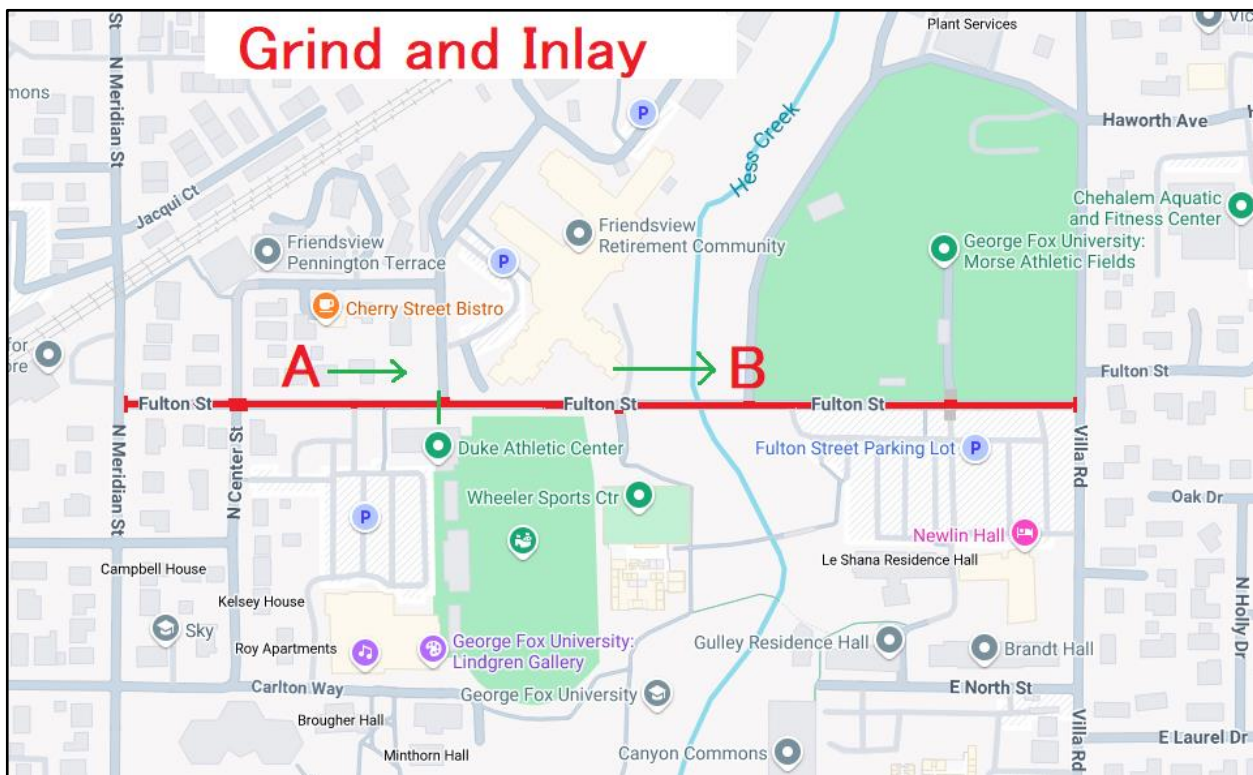 Grind and Inlay
Plant Services
Vic
St
N Meridian St
mons
Jacqui Ct
Haworth Ave
Hess Creek
P
Chehalem Aquatic
and Fitness Center
Friendsview
Retirement Community
Friendsview
Pennington Terrace
P
George Fox University:
Morse Athletic Fields
Cherry Street Bistro
for
ore
A
B
Fulton St
Fulton St
Fulton St
Fulton St
N Meridian St
N Center St
Duke Athletic Center
Fulton Street Parking Lot
P
Villa Rd
Wheeler Sports Ctr
Oak Dr
P
Newlin Hall
Campbell House
Le Shana Residence Hall
Kelsey House
N Holly Dr
Sky
Roy Apartments
George Fox University:
Lindgren Gallery
Gulley Residence Hall
Brandt Hall
Carlton Way
George Fox University
E North St
Brougher Hall
Villa Rd
Minthorn Hall
Canyon Commons
E Laurel Dr